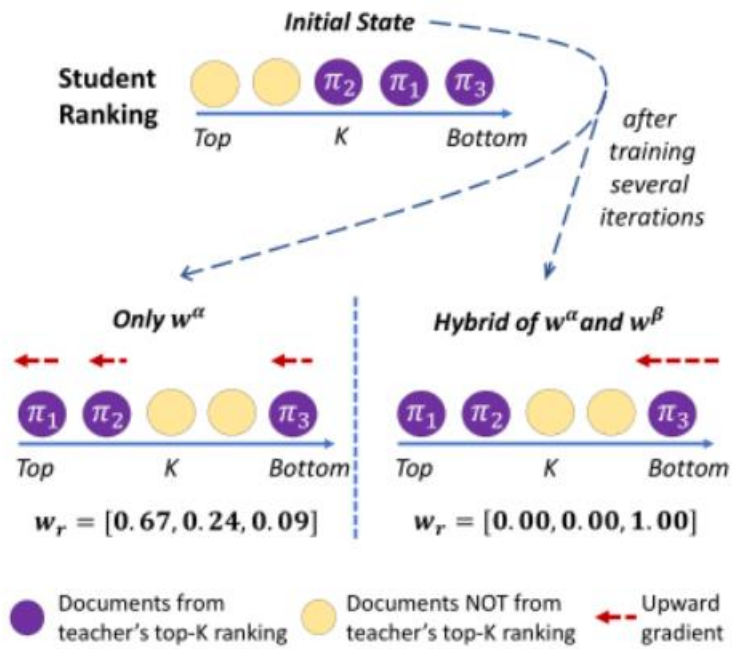 Initial State
Student
Ranking
π₂ π₁ π₃
Top K Bottom
after
training
several
iterations
Only wᵅ
Hybrid of wᵅ and wᵝ
π₁ π₂ π₃
Top K Bottom
π₁ π₂ π₃
Top K Bottom
wᵣ = [0.67, 0.24, 0.09]
wᵣ = [0.00, 0.00, 1.00]
Documents from
teacher's top-K ranking
Documents NOT from
teacher's top-K ranking
Upward
gradient